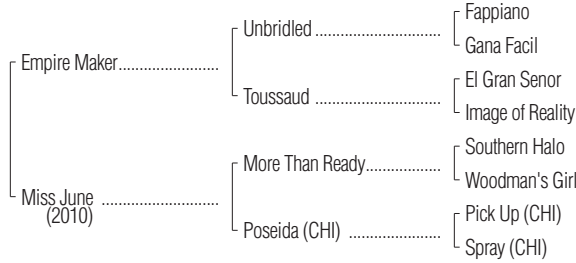 Fappiano
Unbridled
Gana Facil
Empire Maker
El Gran Senor
Toussaud
Image of Reality
Southern Halo
More Than Ready
Woodman's Girl
Miss June
(2010)
Pick Up (CHI)
Poseida (CHI)
Spray (CHI)